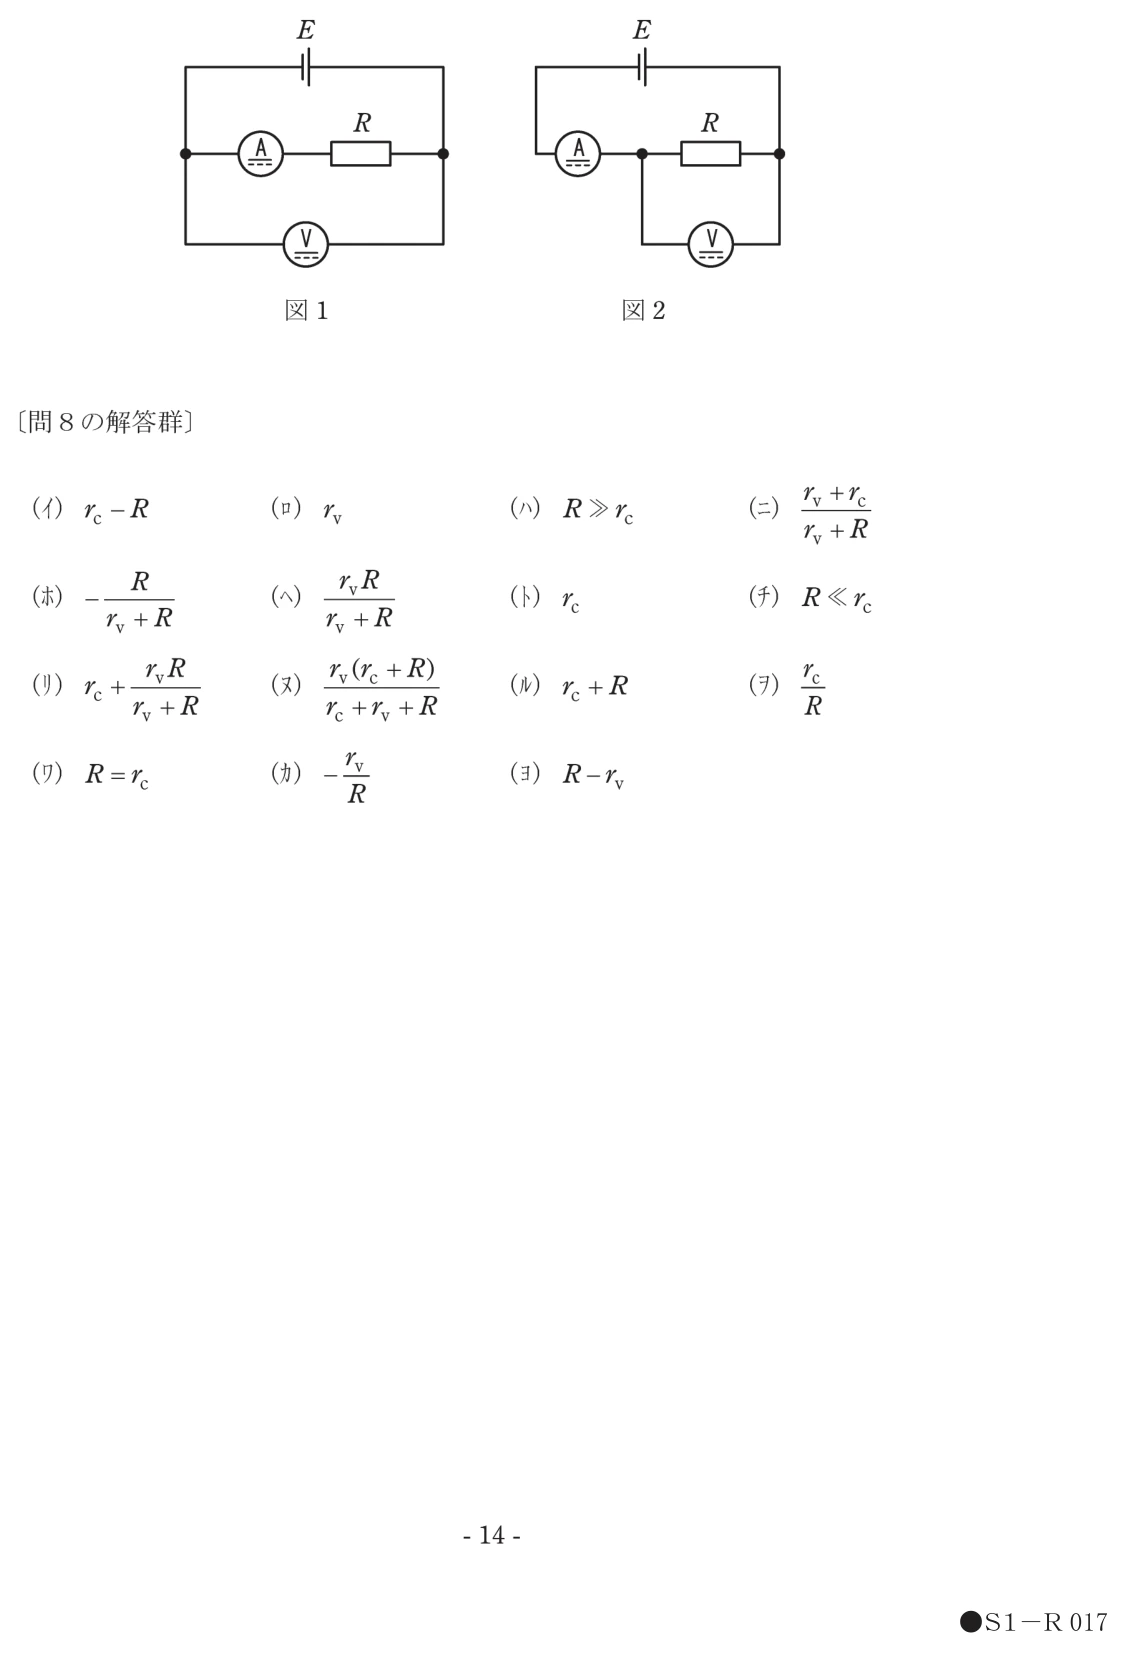 E E
R R
A A
V V
図 1 図 2
〔問 8 の解答群〕
(イ) r_c − R (ロ) r_v (ハ) R ≫ r_c (ニ) (r_v + r_c)/(r_v + R)
(ホ) −R/(r_v + R) (ヘ) r_v R/(r_v + R) (ト) r_c (チ) R ≪ r_c
(リ) r_c + r_v R/(r_v + R) (ヌ) r_v (r_c + R)/(r_c + r_v + R) (ル) r_c + R (ヲ) r_c/R
(ワ) R = r_c (カ) −r_v/R (ヨ) R − r_v
- 14 -
●S1－R 017